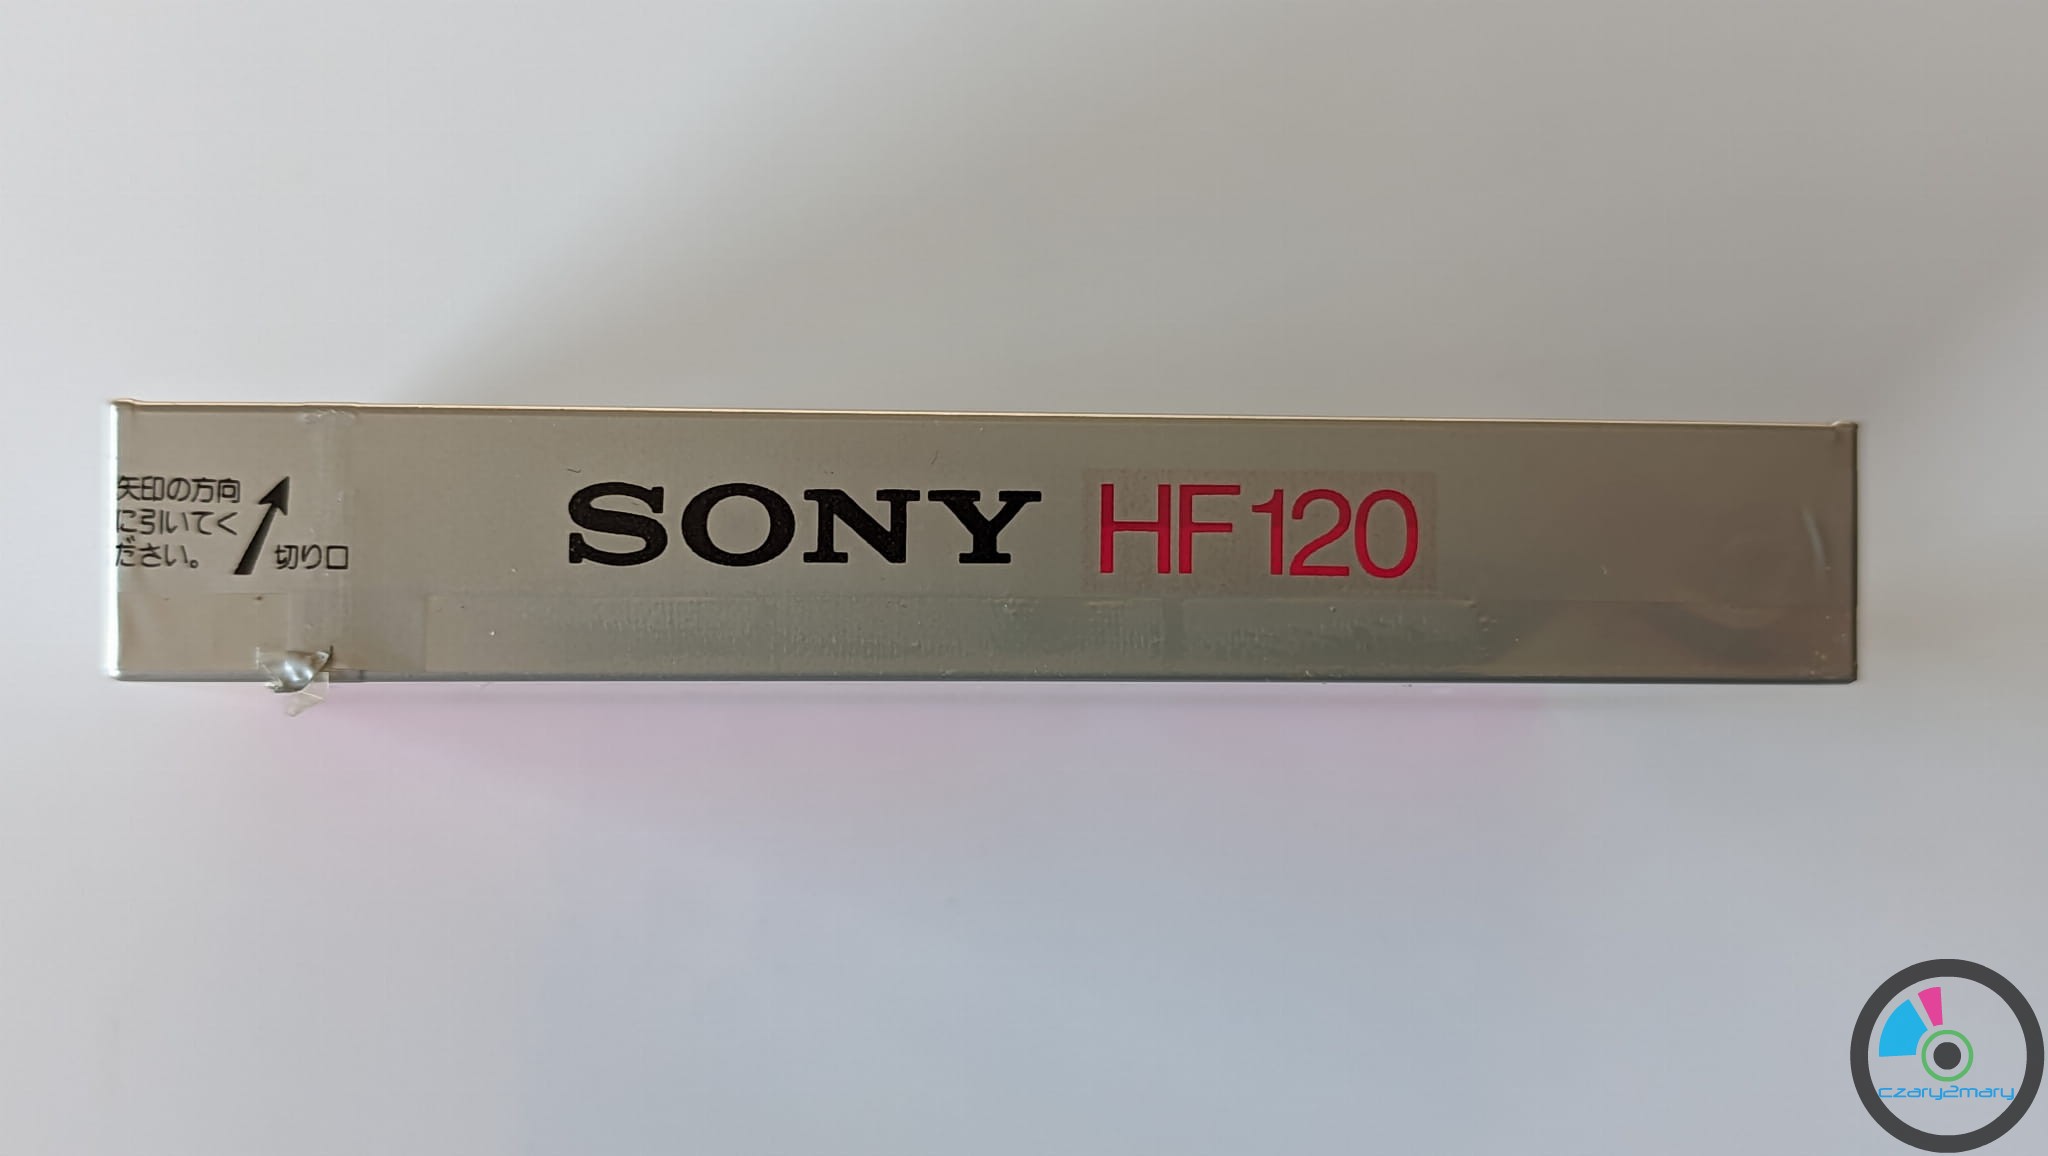 矢印の方向
に引いてく
ださい。
切り口
SONY HF120
czary2mary